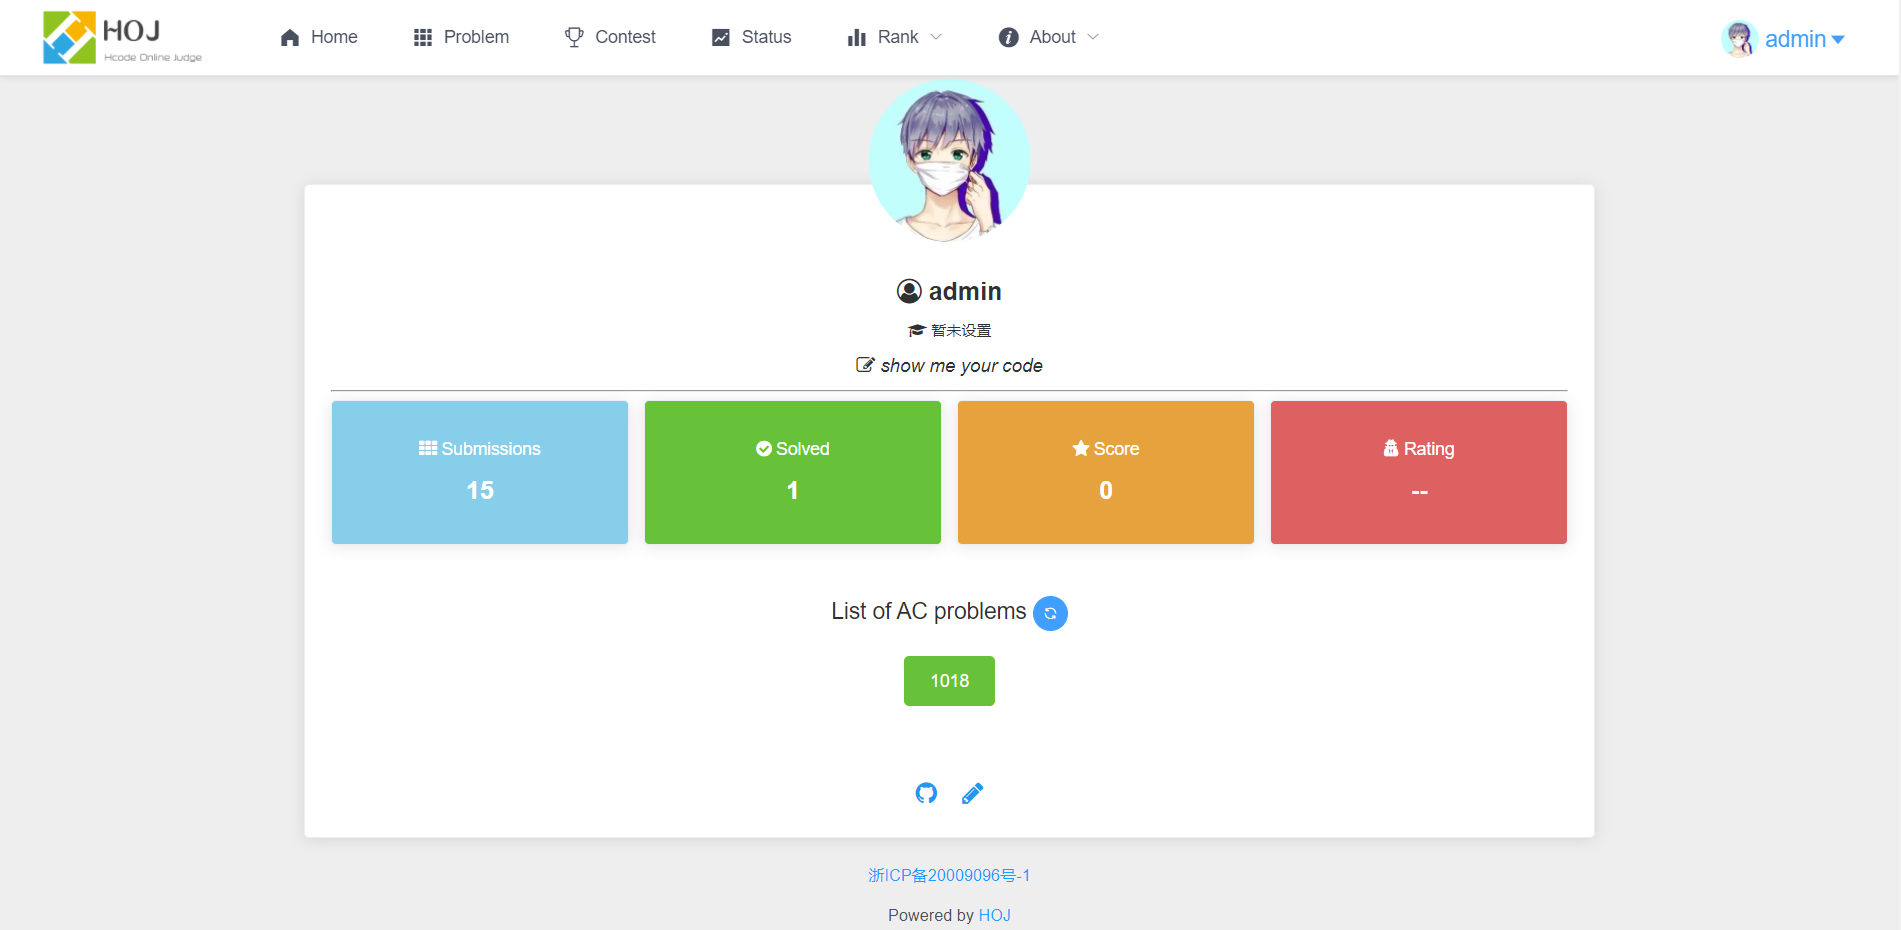 HOJ
Hcode Online Judge
Home Problem Contest Status Rank About admin
admin
暂未设置
show me your code
Submissions Solved Score Rating
15 1 0 --
List of AC problems
1018
浙ICP备20009096号-1
Powered by HOJ